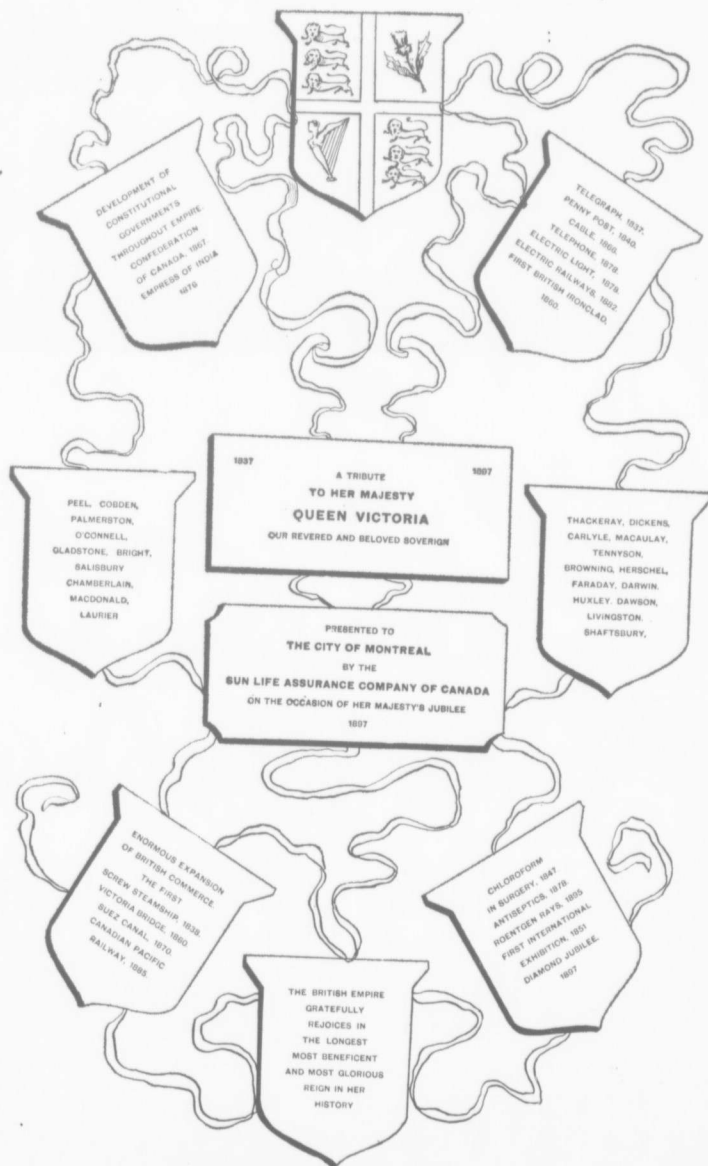 DEVELOPMENT OF
CONSTITUTIONAL
GOVERNMENTS
THROUGHOUT EMPIRE
CONFEDERATION
OF CANADA, 1867
EMPRESS OF INDIA
1876
TELEGRAPH, 1837.
PENNY POST, 1840.
CABLE, 1868.
TELEPHONE, 1878.
ELECTRIC LIGHT, 1879.
ELECTRIC RAILWAYS, 1882.
FIRST BRITISH IRONCLAD,
1860.
1837 1897
A TRIBUTE
TO HER MAJESTY
QUEEN VICTORIA
OUR REVERED AND BELOVED SOVERIGN
PEEL, COBDEN,
PALMERSTON,
O'CONNELL,
GLADSTONE, BRIGHT,
SALISBURY
CHAMBERLAIN,
MACDONALD,
LAURIER
THACKERAY, DICKENS,
CARLYLE, MACAULAY,
TENNYSON,
BROWNING, HERSCHEL,
FARADAY, DARWIN.
HUXLEY. DAWSON,
LIVINGSTON.
SHAFTSBURY,
PRESENTED TO
THE CITY OF MONTREAL
BY THE
SUN LIFE ASSURANCE COMPANY OF CANADA
ON THE OCCASION OF HER MAJESTY'S JUBILEE
1897
ENORMOUS EXPANSION
OF BRITISH COMMERCE.
THE FIRST
SCREW STEAMSHIP, 1838.
VICTORIA BRIDGE, 1860.
SUEZ CANAL, 1870.
CANADIAN PACIFIC
RAILWAY, 1885.
CHLOROFORM
IN SURGERY, 1847
ANTISEPTICS, 1879.
ROENTGEN RAYS, 1895
FIRST INTERNATIONAL
EXHIBITION, 1851
DIAMOND JUBILEE.
1897
THE BRITISH EMPIRE
GRATEFULLY
REJOICES IN
THE LONGEST
MOST BENEFICENT
AND MOST GLORIOUS
REIGN IN HER
HISTORY